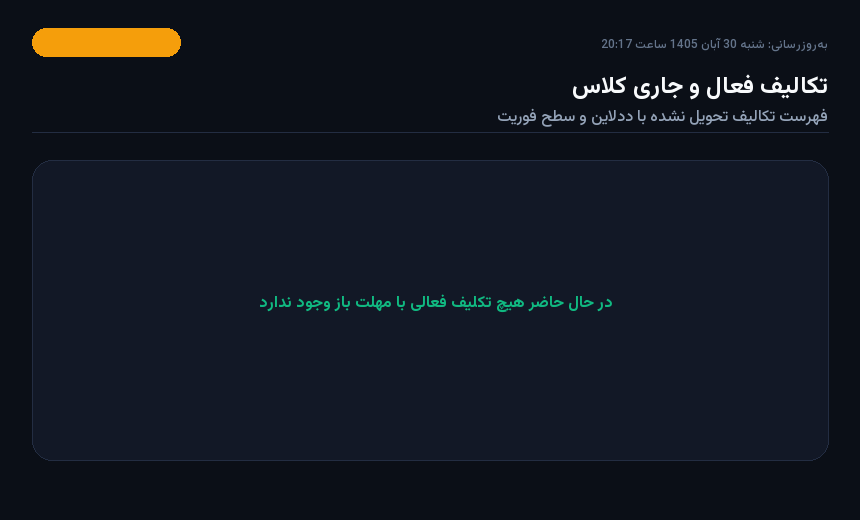 به‌روزرسانی: شنبه 30 آبان 1405 ساعت 20:17
تکالیف فعال و جاری کلاس
فهرست تکالیف تحویل نشده با ددلاین و سطح فوریت
در حال حاضر هیچ تکلیف فعالی با مهلت باز وجود ندارد